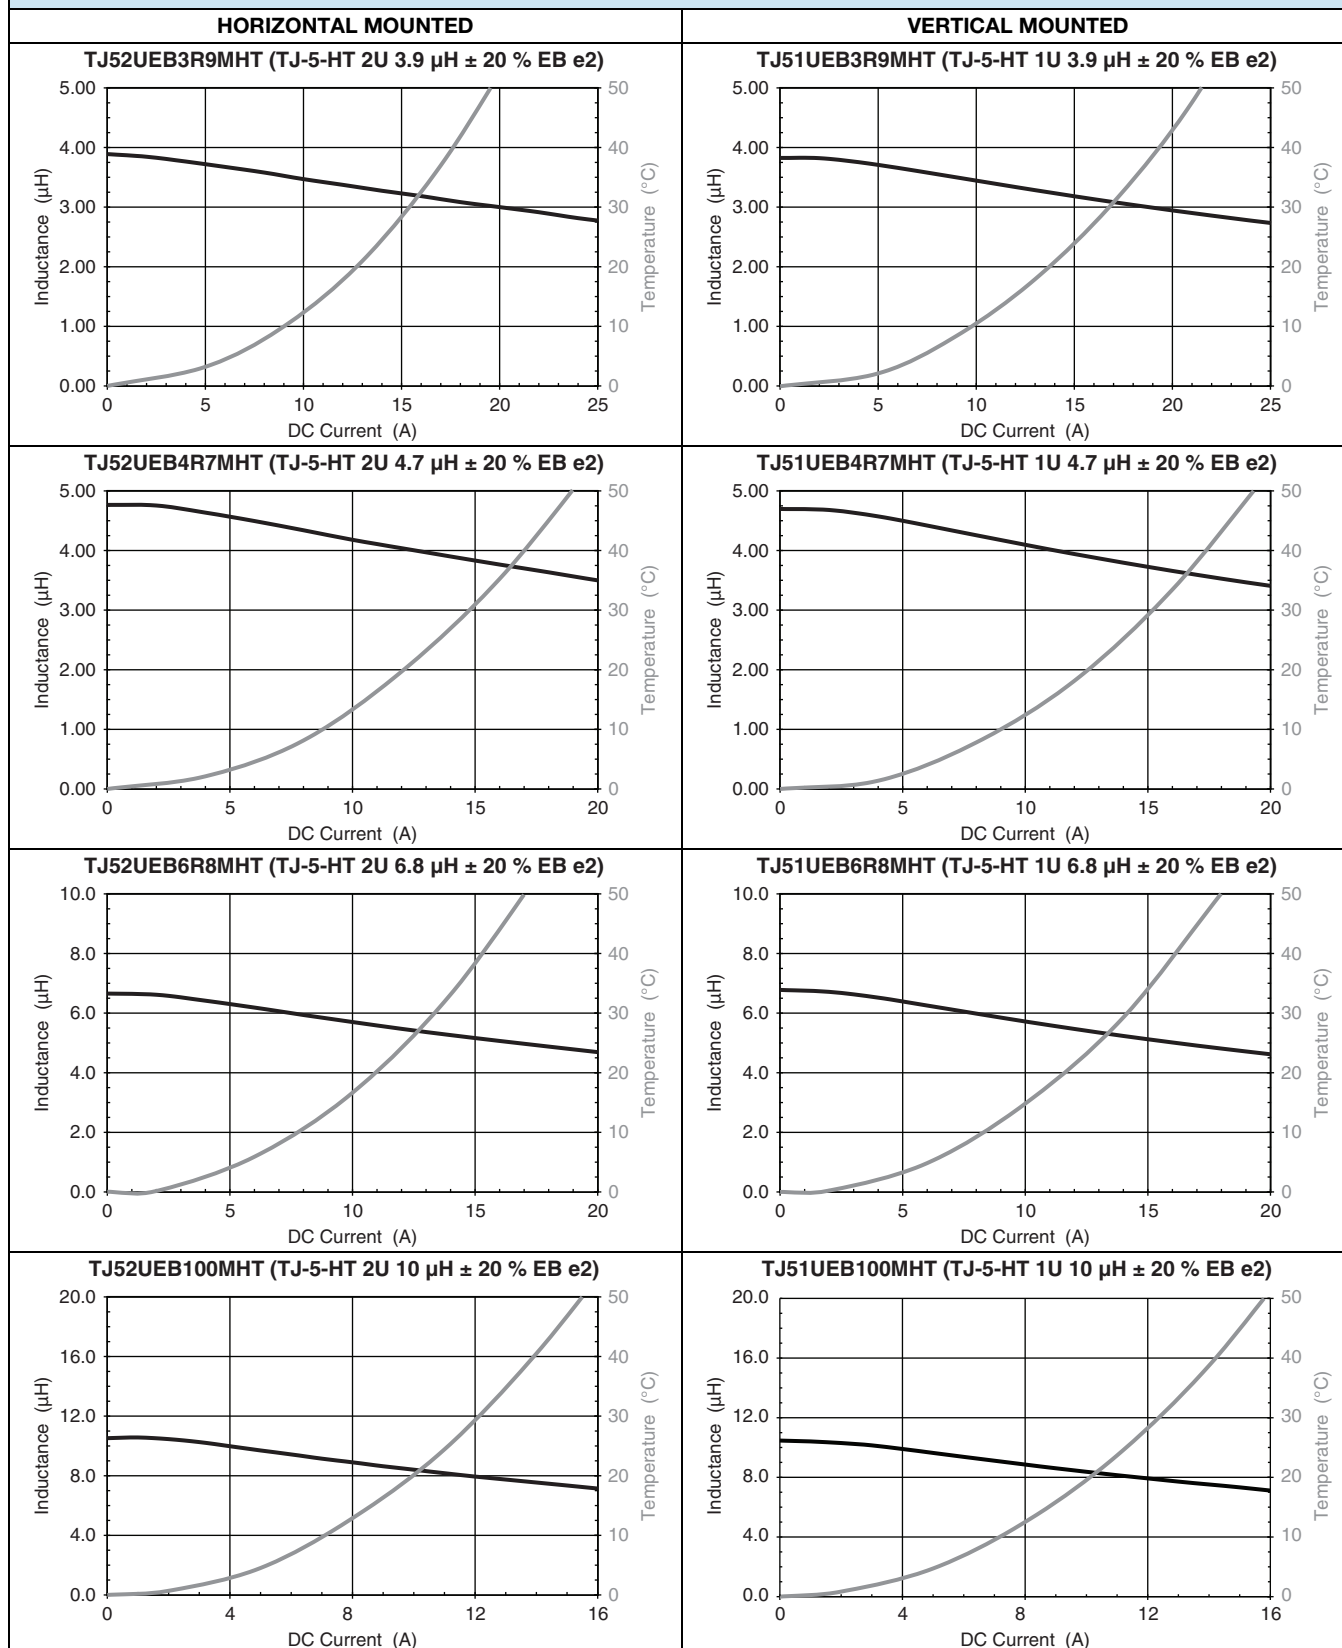 HORIZONTAL MOUNTED
VERTICAL MOUNTED
TJ52UEB3R9MHT (TJ-5-HT 2U 3.9 µH ± 20 % EB e2)
5.00
4.00
3.00
2.00
1.00
0.00
Inductance (µH)
50
40
30
20
10
0
Temperature (°C)
0 5 10 15 20 25
DC Current (A)
TJ51UEB3R9MHT (TJ-5-HT 1U 3.9 µH ± 20 % EB e2)
5.00
4.00
3.00
2.00
1.00
0.00
Inductance (µH)
50
40
30
20
10
0
Temperature (°C)
0 5 10 15 20 25
DC Current (A)
TJ52UEB4R7MHT (TJ-5-HT 2U 4.7 µH ± 20 % EB e2)
5.00
4.00
3.00
2.00
1.00
0.00
Inductance (µH)
50
40
30
20
10
0
Temperature (°C)
0 5 10 15 20
DC Current (A)
TJ51UEB4R7MHT (TJ-5-HT 1U 4.7 µH ± 20 % EB e2)
5.00
4.00
3.00
2.00
1.00
0.00
Inductance (µH)
50
40
30
20
10
0
Temperature (°C)
0 5 10 15 20
DC Current (A)
TJ52UEB6R8MHT (TJ-5-HT 2U 6.8 µH ± 20 % EB e2)
10.0
8.0
6.0
4.0
2.0
0.0
Inductance (µH)
50
40
30
20
10
0
Temperature (°C)
0 5 10 15 20
DC Current (A)
TJ51UEB6R8MHT (TJ-5-HT 1U 6.8 µH ± 20 % EB e2)
10.0
8.0
6.0
4.0
2.0
0.0
Inductance (µH)
50
40
30
20
10
0
Temperature (°C)
0 5 10 15 20
DC Current (A)
TJ52UEB100MHT (TJ-5-HT 2U 10 µH ± 20 % EB e2)
20.0
16.0
12.0
8.0
4.0
0.0
Inductance (µH)
50
40
30
20
10
0
Temperature (°C)
0 4 8 12 16
DC Current (A)
TJ51UEB100MHT (TJ-5-HT 1U 10 µH ± 20 % EB e2)
20.0
16.0
12.0
8.0
4.0
0.0
Inductance (µH)
50
40
30
20
10
0
Temperature (°C)
0 4 8 12 16
DC Current (A)